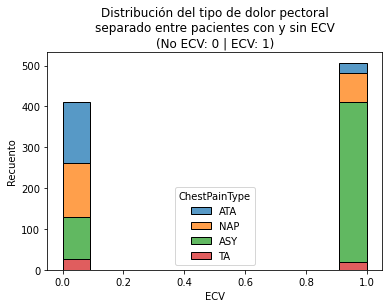 Distribución del tipo de dolor pectoral
separado entre pacientes con y sin ECV
(No ECV: 0 | ECV: 1)
Recuento
500
400
300
200
100
0
ChestPainType
ATA
NAP
ASY
TA
0.0 0.2 0.4 0.6 0.8 1.0
ECV